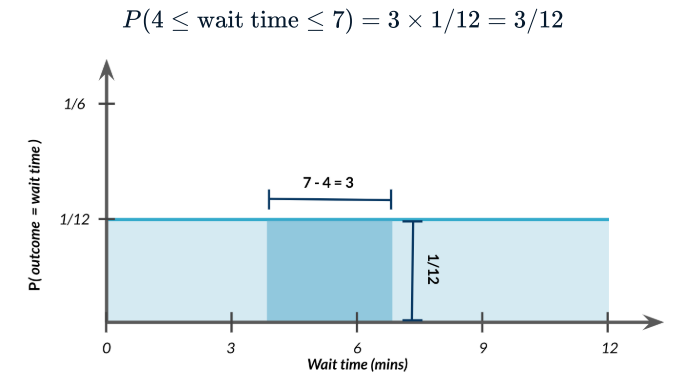 P(4 ≤ wait time ≤ 7) = 3 × 1/12 = 3/12
1/6
P( outcome = wait time )
7 - 4 = 3
1/12
1/12
0 3 6 9 12
Wait time (mins)